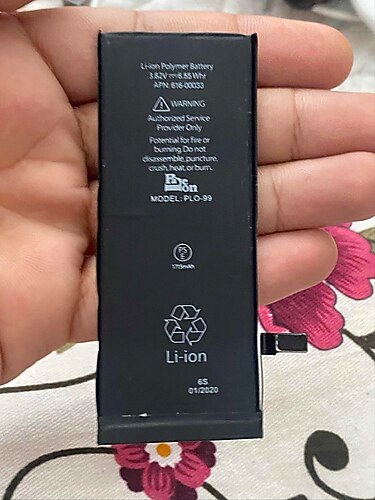 Li-ion Polymer Battery
3.82V⎓6.55 Whr
APN: 616-00033
WARNING
Authorized Service
Provider Only
Potential for fire or
burning. Do not
disassemble, puncture,
crush, heat, or burn.
MODEL: PLO-99
PS
E
1715mAh
Li-ion
6S
01/2020